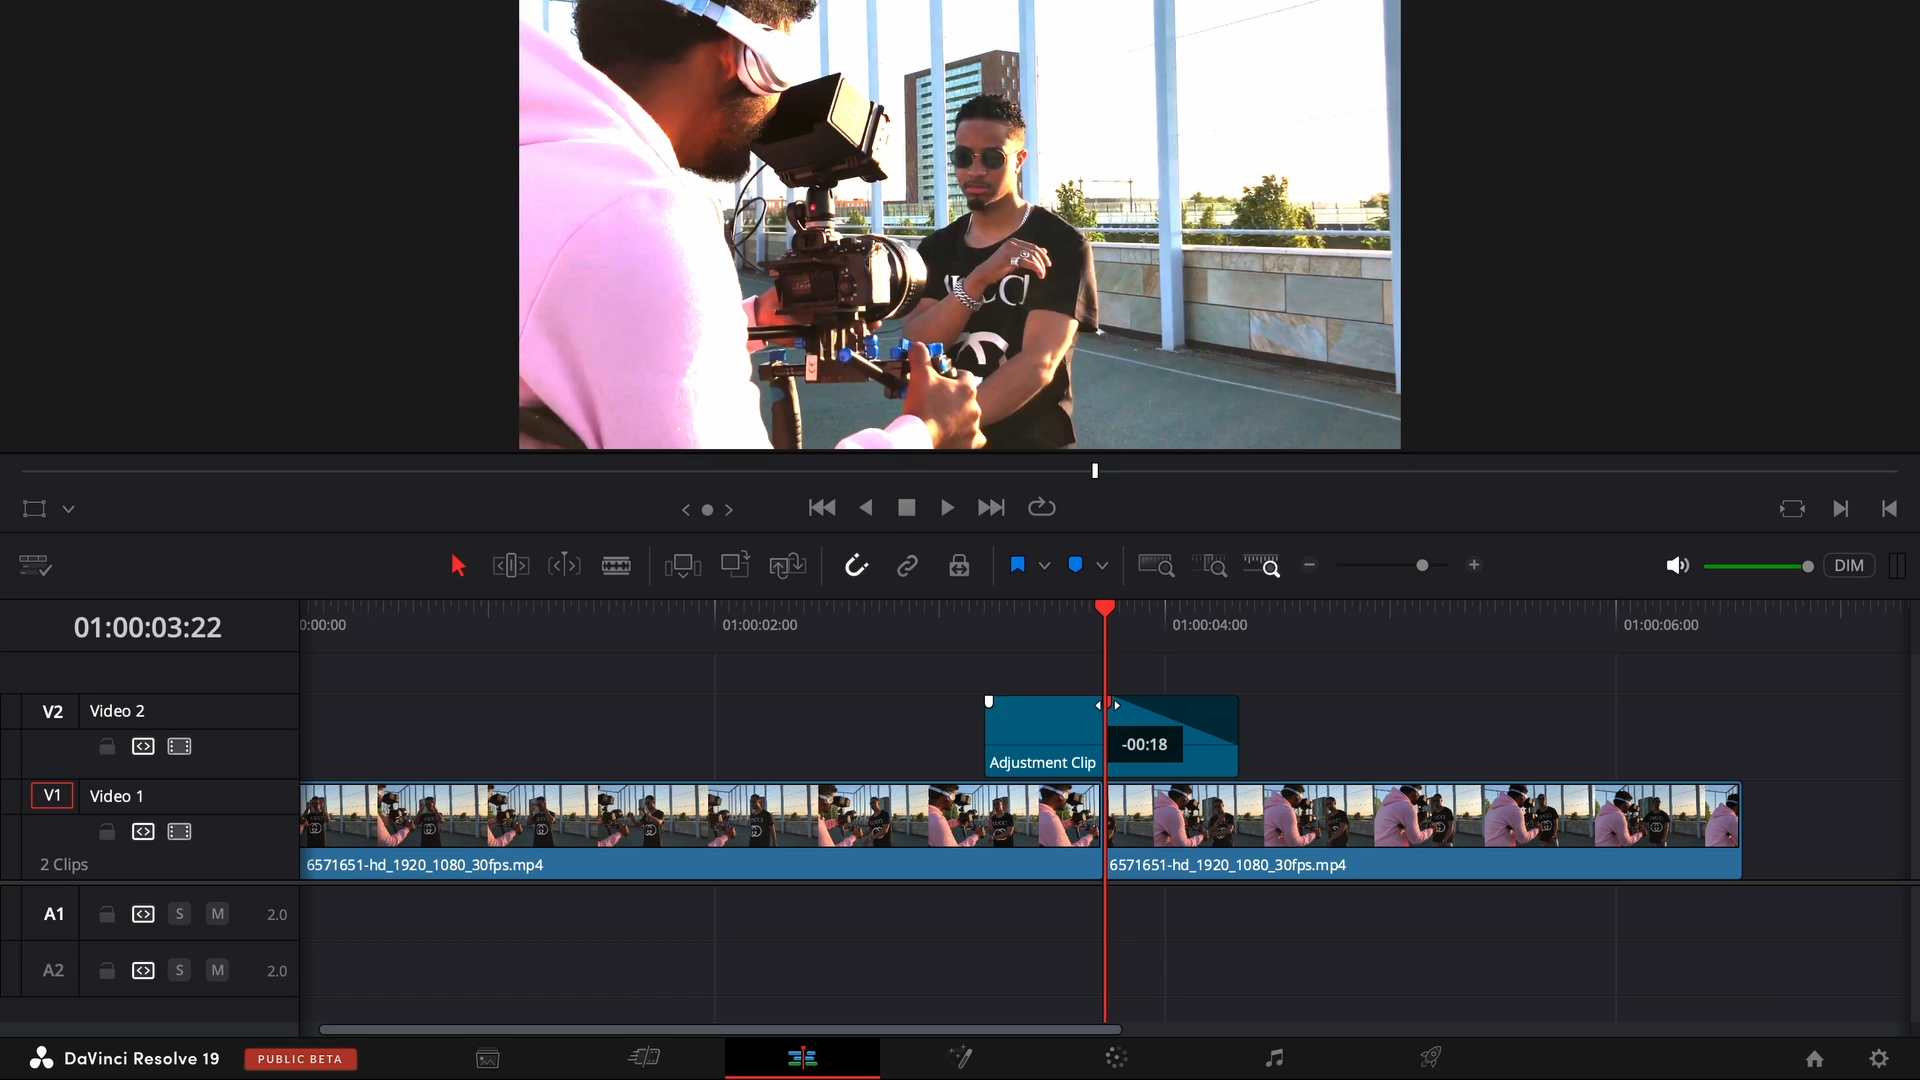 DIM
01:00:03:22
0:00:00
01:00:02:00
01:00:04:00
01:00:06:00
V2
Video 2
-00:18
Adjustment Clip
V1
Video 1
2 Clips
6571651-hd_1920_1080_30fps.mp4
6571651-hd_1920_1080_30fps.mp4
A1
S
M
2.0
A2
S
M
2.0
DaVinci Resolve 19
PUBLIC BETA